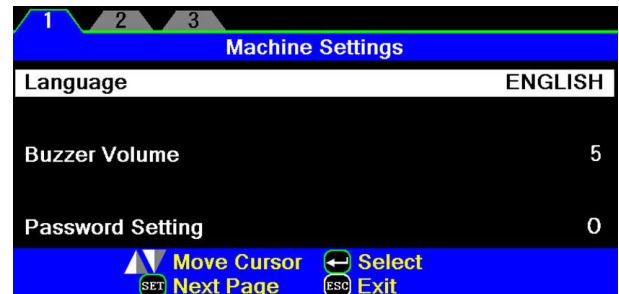 1 2 3
Machine Settings
Language ENGLISH
Buzzer Volume 5
Password Setting 0
Move Cursor Select
SET Next Page ESC Exit